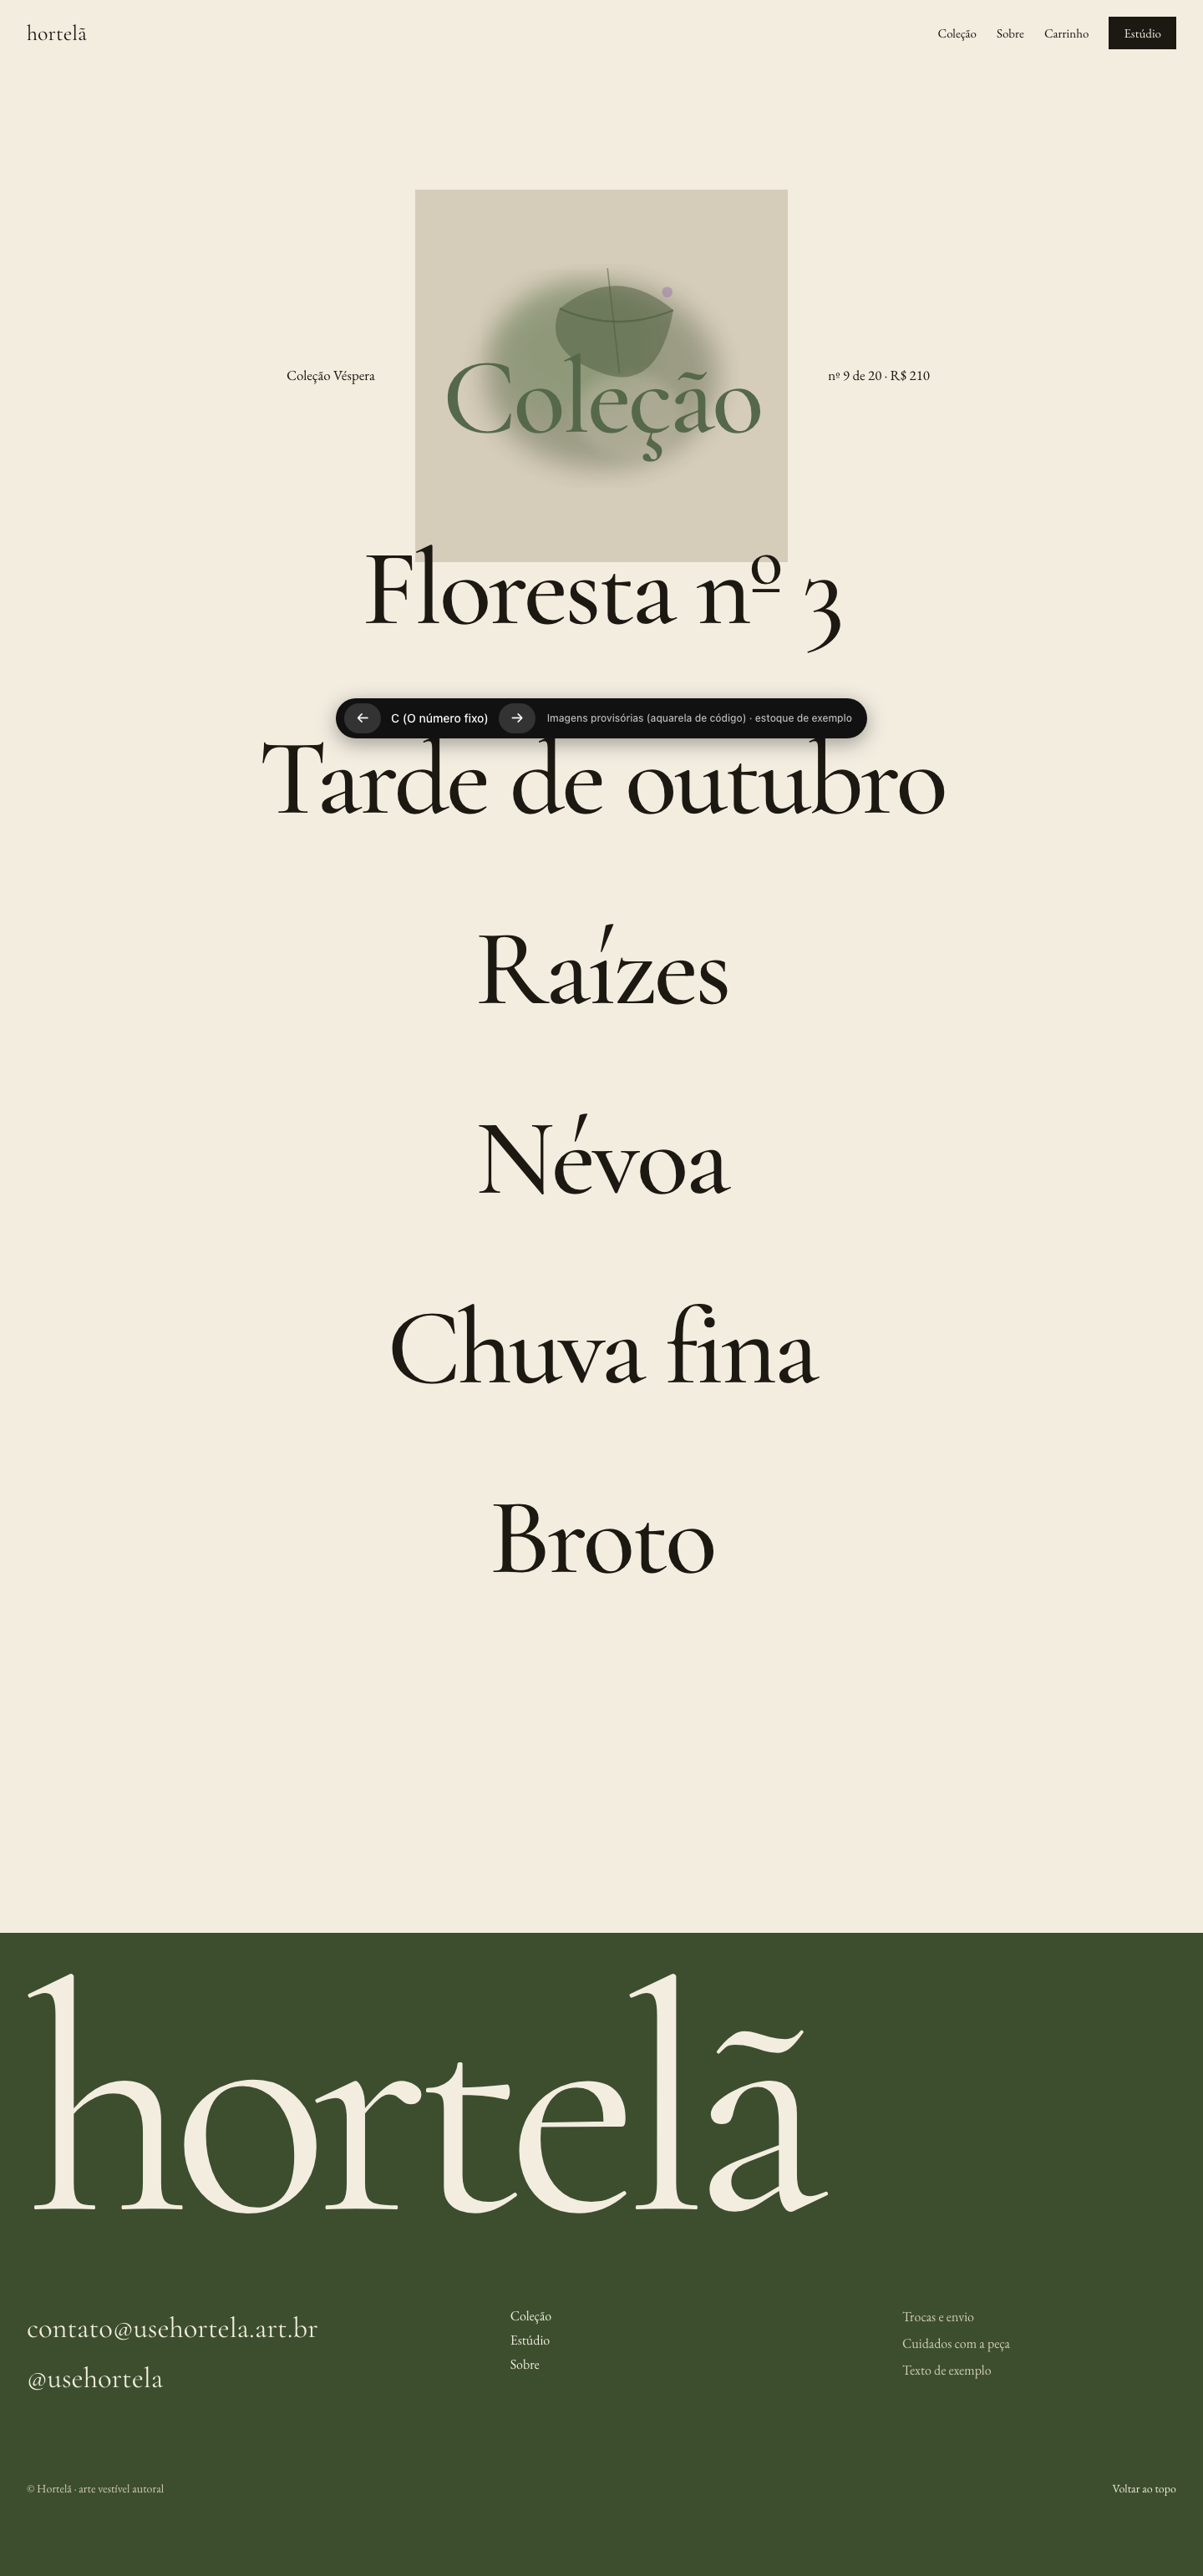 hortelã
Coleção Sobre Carrinho Estúdio
Coleção Véspera
nº 9 de 20 · R$ 210
Coleção
Floresta nº 3
← C (O número fixo) → Imagens provisórias (aquarela de código) · estoque de exemplo
Tarde de outubro
Raízes
Névoa
Chuva fina
Broto
hortelã
contato@usehortela.art.br
@usehortela
Coleção
Estúdio
Sobre
Trocas e envio
Cuidados com a peça
Texto de exemplo
© Hortelã · arte vestível autoral
Voltar ao topo